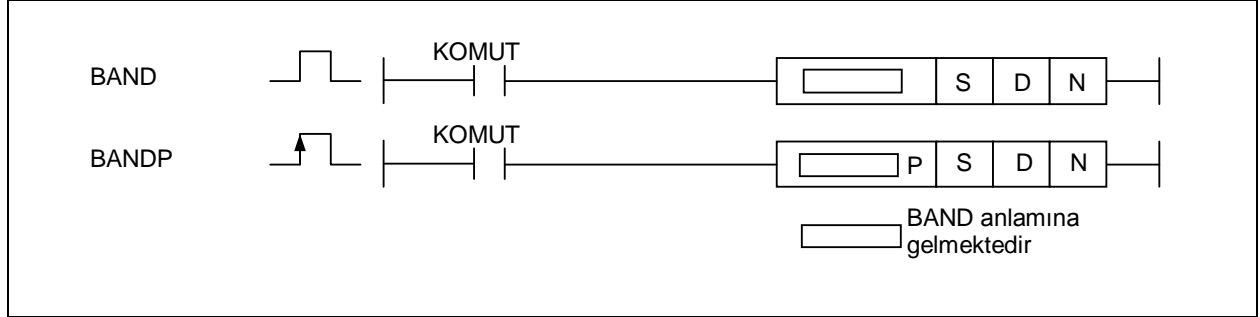 KOMUT
BAND S D N
KOMUT
BANDP P S D N
BAND anlamına
gelmektedir